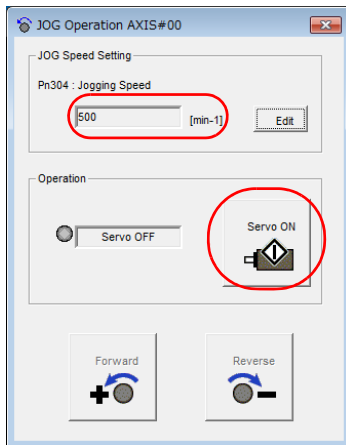 JOG Operation AXIS#00
JOG Speed Setting
Pn304 : Jogging Speed
500 [min-1] Edit
Operation
Servo OFF
Servo ON
Forward Reverse